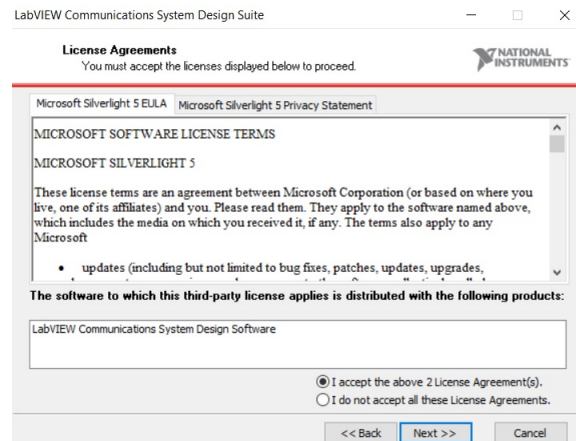 LabVIEW Communications System Design Suite
License Agreements
You must accept the licenses displayed below to proceed.
NATIONAL
INSTRUMENTS
Microsoft Silverlight 5 EULA
Microsoft Silverlight 5 Privacy Statement
MICROSOFT SOFTWARE LICENSE TERMS
MICROSOFT SILVERLIGHT 5
These license terms are an agreement between Microsoft Corporation (or based on where you
live, one of its affiliates) and you. Please read them. They apply to the software named above,
which includes the media on which you received it, if any. The terms also apply to any
Microsoft
• updates (including but not limited to bug fixes, patches, updates, upgrades,
The software to which this third-party license applies is distributed with the following products:
LabVIEW Communications System Design Software
I accept the above 2 License Agreement(s).
I do not accept all these License Agreements.
<< Back
Next >>
Cancel